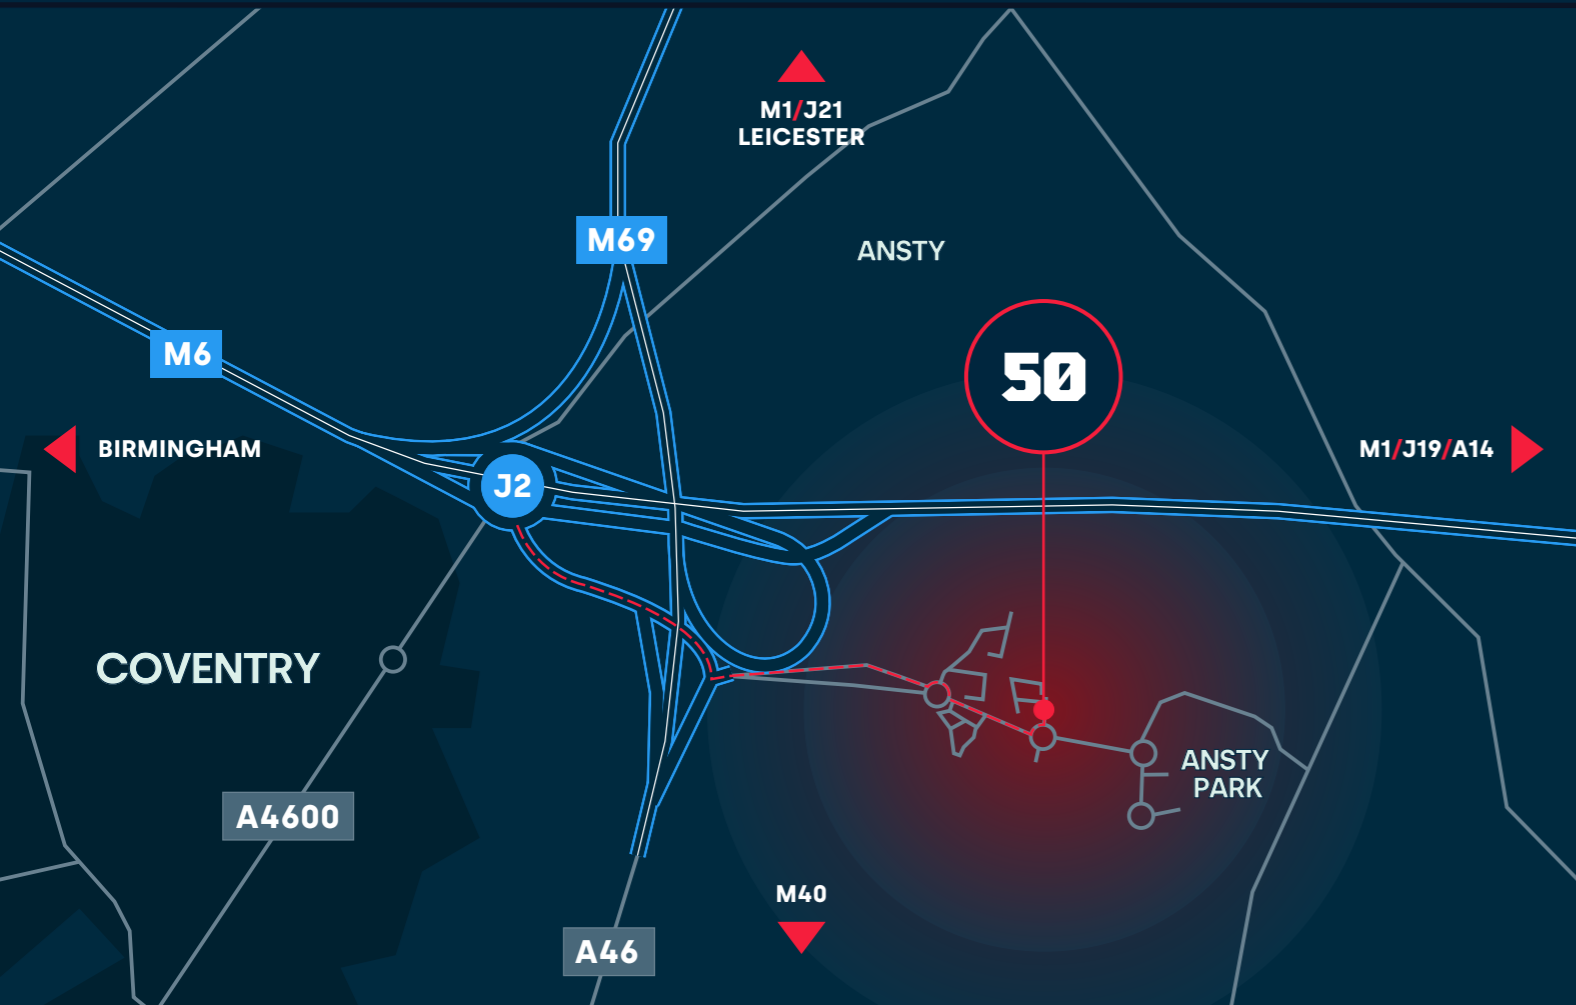 M1/J21
LEICESTER
M69
ANSTY
M6
50
BIRMINGHAM
M1/J19/A14
J2
COVENTRY
ANSTY
PARK
A4600
M40
A46